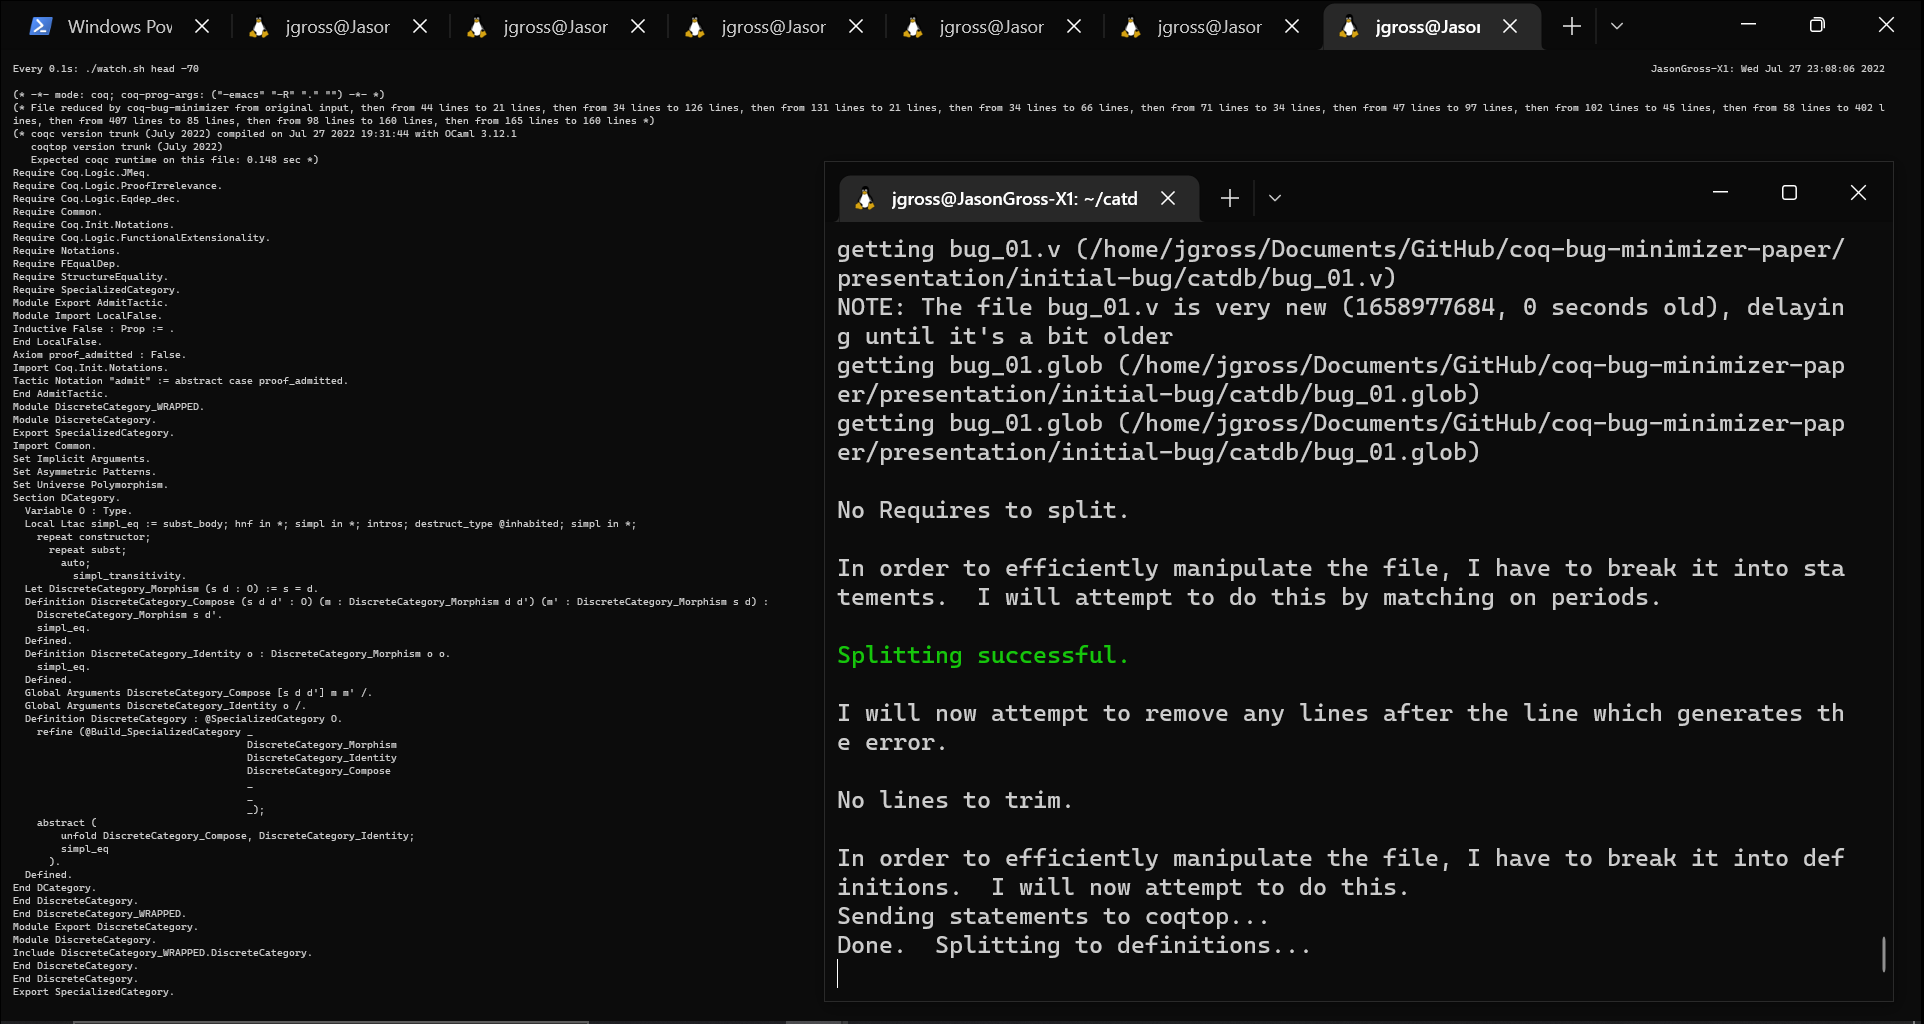 Windows Pov
jgross@Jasor
jgross@Jasor
jgross@Jasor
jgross@Jasor
jgross@Jasor
jgross@Jasor
Every 0.1s: ./watch.sh head -70
JasonGross-X1: Wed Jul 27 23:08:06 2022
(* -*- mode: coq; coq-prog-args: ("-emacs" "-R" "." "") -*- *)
(* File reduced by coq-bug-minimizer from original input, then from 44 lines to 21 lines, then from 34 lines to 126 lines, then from 131 lines to 21 lines, then from 34 lines to 66 lines, then from 71 lines to 34 lines, then from 47 lines to 97 lines, then from 102 lines to 45 lines, then from 58 lines to 402 l
ines, then from 407 lines to 85 lines, then from 98 lines to 160 lines, then from 165 lines to 160 lines *)
(* coqc version trunk (July 2022) compiled on Jul 27 2022 19:31:44 with OCaml 3.12.1
coqtop version trunk (July 2022)
Expected coqc runtime on this file: 0.148 sec *)
Require Coq.Logic.JMeq.
Require Coq.Logic.ProofIrrelevance.
Require Coq.Logic.Eqdep_dec.
Require Common.
Require Coq.Init.Notations.
Require Coq.Logic.FunctionalExtensionality.
Require Notations.
Require FEqualDep.
Require StructureEquality.
Require SpecializedCategory.
Module Export AdmitTactic.
Module Import LocalFalse.
Inductive False : Prop := .
End LocalFalse.
Axiom proof_admitted : False.
Import Coq.Init.Notations.
Tactic Notation "admit" := abstract case proof_admitted.
End AdmitTactic.
Module DiscreteCategory_WRAPPED.
Module DiscreteCategory.
Export SpecializedCategory.
Import Common.
Set Implicit Arguments.
Set Asymmetric Patterns.
Set Universe Polymorphism.
Section DCategory.
Variable O : Type.
Local Ltac simpl_eq := subst_body; hnf in *; simpl in *; intros; destruct_type @inhabited; simpl in *;
repeat constructor;
repeat subst;
auto;
simpl_transitivity.
Let DiscreteCategory_Morphism (s d : O) := s = d.
Definition DiscreteCategory_Compose (s d d' : O) (m : DiscreteCategory_Morphism d d') (m' : DiscreteCategory_Morphism s d) :
DiscreteCategory_Morphism s d'.
simpl_eq.
Defined.
Definition DiscreteCategory_Identity o : DiscreteCategory_Morphism o o.
simpl_eq.
Defined.
Global Arguments DiscreteCategory_Compose [s d d'] m m' /.
Global Arguments DiscreteCategory_Identity o /.
Definition DiscreteCategory : @SpecializedCategory O.
refine (@Build_SpecializedCategory _
DiscreteCategory_Morphism
DiscreteCategory_Identity
DiscreteCategory_Compose
_
_
_);
abstract (
unfold DiscreteCategory_Compose, DiscreteCategory_Identity;
simpl_eq
).
Defined.
End DCategory.
End DiscreteCategory.
End DiscreteCategory_WRAPPED.
Module Export DiscreteCategory.
Module DiscreteCategory.
Include DiscreteCategory_WRAPPED.DiscreteCategory.
End DiscreteCategory.
End DiscreteCategory.
Export SpecializedCategory.
jgross@JasonGross-X1: ~/catd
getting bug_01.v (/home/jgross/Documents/GitHub/coq-bug-minimizer-paper/
presentation/initial-bug/catdb/bug_01.v)
NOTE: The file bug_01.v is very new (1658977684, 0 seconds old), delayin
g until it's a bit older
getting bug_01.glob (/home/jgross/Documents/GitHub/coq-bug-minimizer-pap
er/presentation/initial-bug/catdb/bug_01.glob)
getting bug_01.glob (/home/jgross/Documents/GitHub/coq-bug-minimizer-pap
er/presentation/initial-bug/catdb/bug_01.glob)
No Requires to split.
In order to efficiently manipulate the file, I have to break it into sta
tements.  I will attempt to do this by matching on periods.
Splitting successful.
I will now attempt to remove any lines after the line which generates th
e error.
No lines to trim.
In order to efficiently manipulate the file, I have to break it into def
initions.  I will now attempt to do this.
Sending statements to coqtop...
Done.  Splitting to definitions...